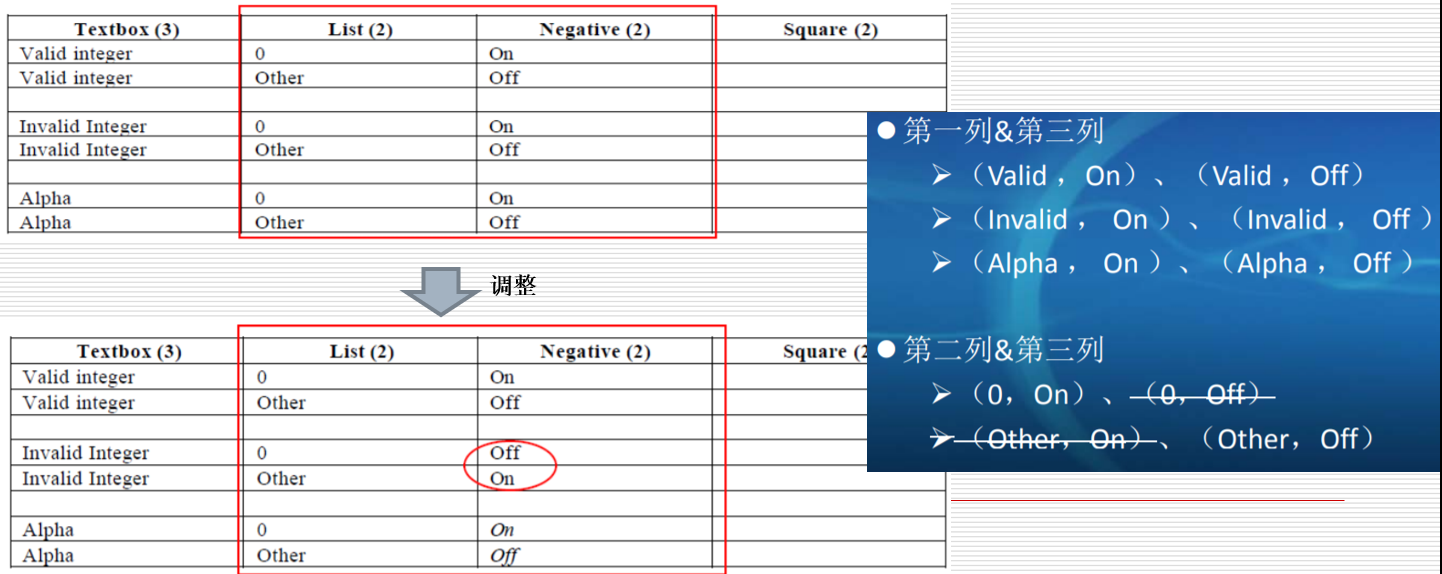 Textbox (3) List (2) Negative (2) Square (2)
Valid integer 0 On
Valid integer Other Off
Invalid Integer 0 On
Invalid Integer Other Off
Alpha 0 On
Alpha Other Off
调整
Textbox (3) List (2) Negative (2) Square (2
Valid integer 0 On
Valid integer Other Off
Invalid Integer 0 Off
Invalid Integer Other On
Alpha 0 On
Alpha Other Off
● 第一列&第三列
➢ （Valid ，On）、（Valid ，Off）
➢ （Invalid ， On ）、（Invalid ， Off ）
➢ （Alpha ， On ）、（Alpha ， Off ）
● 第二列&第三列
➢ （0，On）、（0，Off）
➢ （Other，On）、（Other，Off）